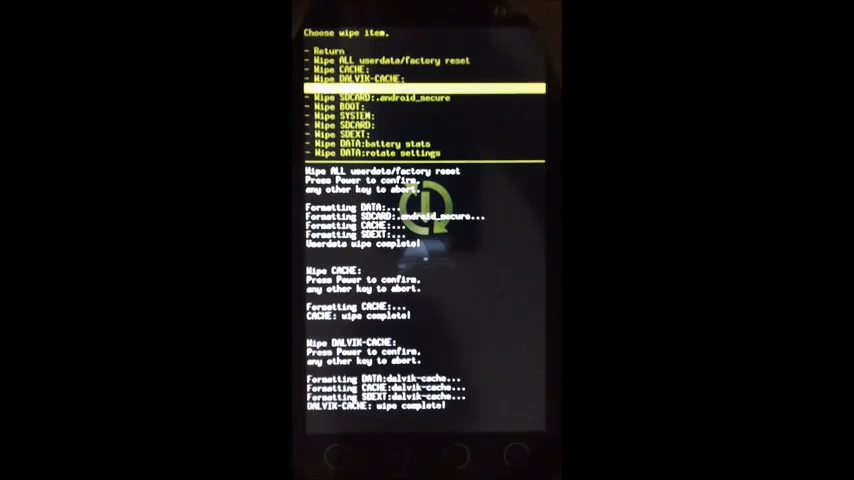 Choose wipe item,
- Return
- Wipe ALL userdata/factory reset
- Wipe CACHE:
- Wipe DALVIK-CACHE:
- Wipe SDCARD:.android_secure
- Wipe BOOT:
- Wipe SYSTEM:
- Wipe SDCARD:
- Wipe SDEXT:
- Wipe DATA:battery stats
- Wipe DATA:rotate settings
Wipe ALL userdata/factory reset
Press Power to confirm,
any other key to abort.
Formatting DATA:...
Formatting SDCARD:.android_secure...
Formatting CACHE:...
Formatting SDEXT:...
Userdata wipe complete!
Wipe CACHE:
Press Power to confirm,
any other key to abort.
Formatting CACHE:...
CACHE: wipe complete!
Wipe DALVIK-CACHE:
Press Power to confirm,
any other key to abort.
Formatting DATA:dalvik-cache...
Formatting CACHE:dalvik-cache...
Formatting SDEXT:dalvik-cache...
DALVIK-CACHE: wipe complete!